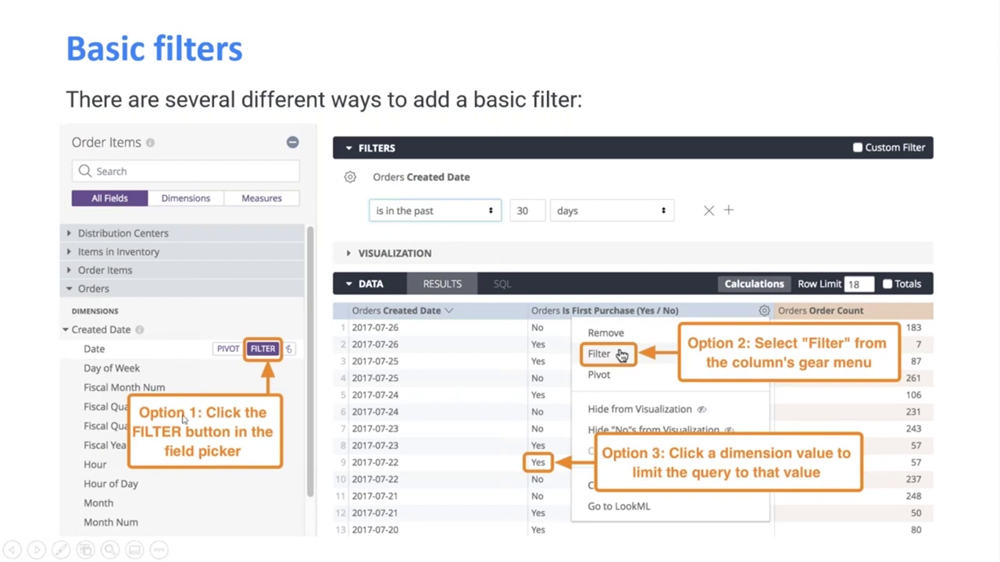 Basic filters
There are several different ways to add a basic filter:
Order Items
Search
All Fields Dimensions Measures
Distribution Centers
Items in Inventory
Order Items
Orders
DIMENSIONS
Created Date
Date PIVOT FILTER
Day of Week
Fiscal Month Num
Fiscal Qua
Fiscal Qua
Fiscal Yea
Hour
Hour of Day
Month
Month Num
Option 1: Click the
FILTER button in the
field picker
FILTERS Custom Filter
Orders Created Date
is in the past 30 days
VISUALIZATION
DATA RESULTS SQL Calculations Row Limit 18 Totals
Orders Created Date Orders Is First Purchase (Yes / No) Orders Order Count
1 2017-07-26 No 183
2 2017-07-26 Yes 7
3 2017-07-25 Yes 87
4 2017-07-25 No 261
5 2017-07-24 Yes 106
6 2017-07-24 No 231
7 2017-07-23 No 243
8 2017-07-23 Yes 57
9 2017-07-22 Yes 57
10 2017-07-22 No 237
11 2017-07-21 No 248
12 2017-07-21 Yes 50
13 2017-07-20 Yes 80
Remove
Filter
Pivot
Hide from Visualization
Hide "No"s from Visualization
Go to LookML
Option 2: Select "Filter" from
the column's gear menu
Option 3: Click a dimension value to
limit the query to that value